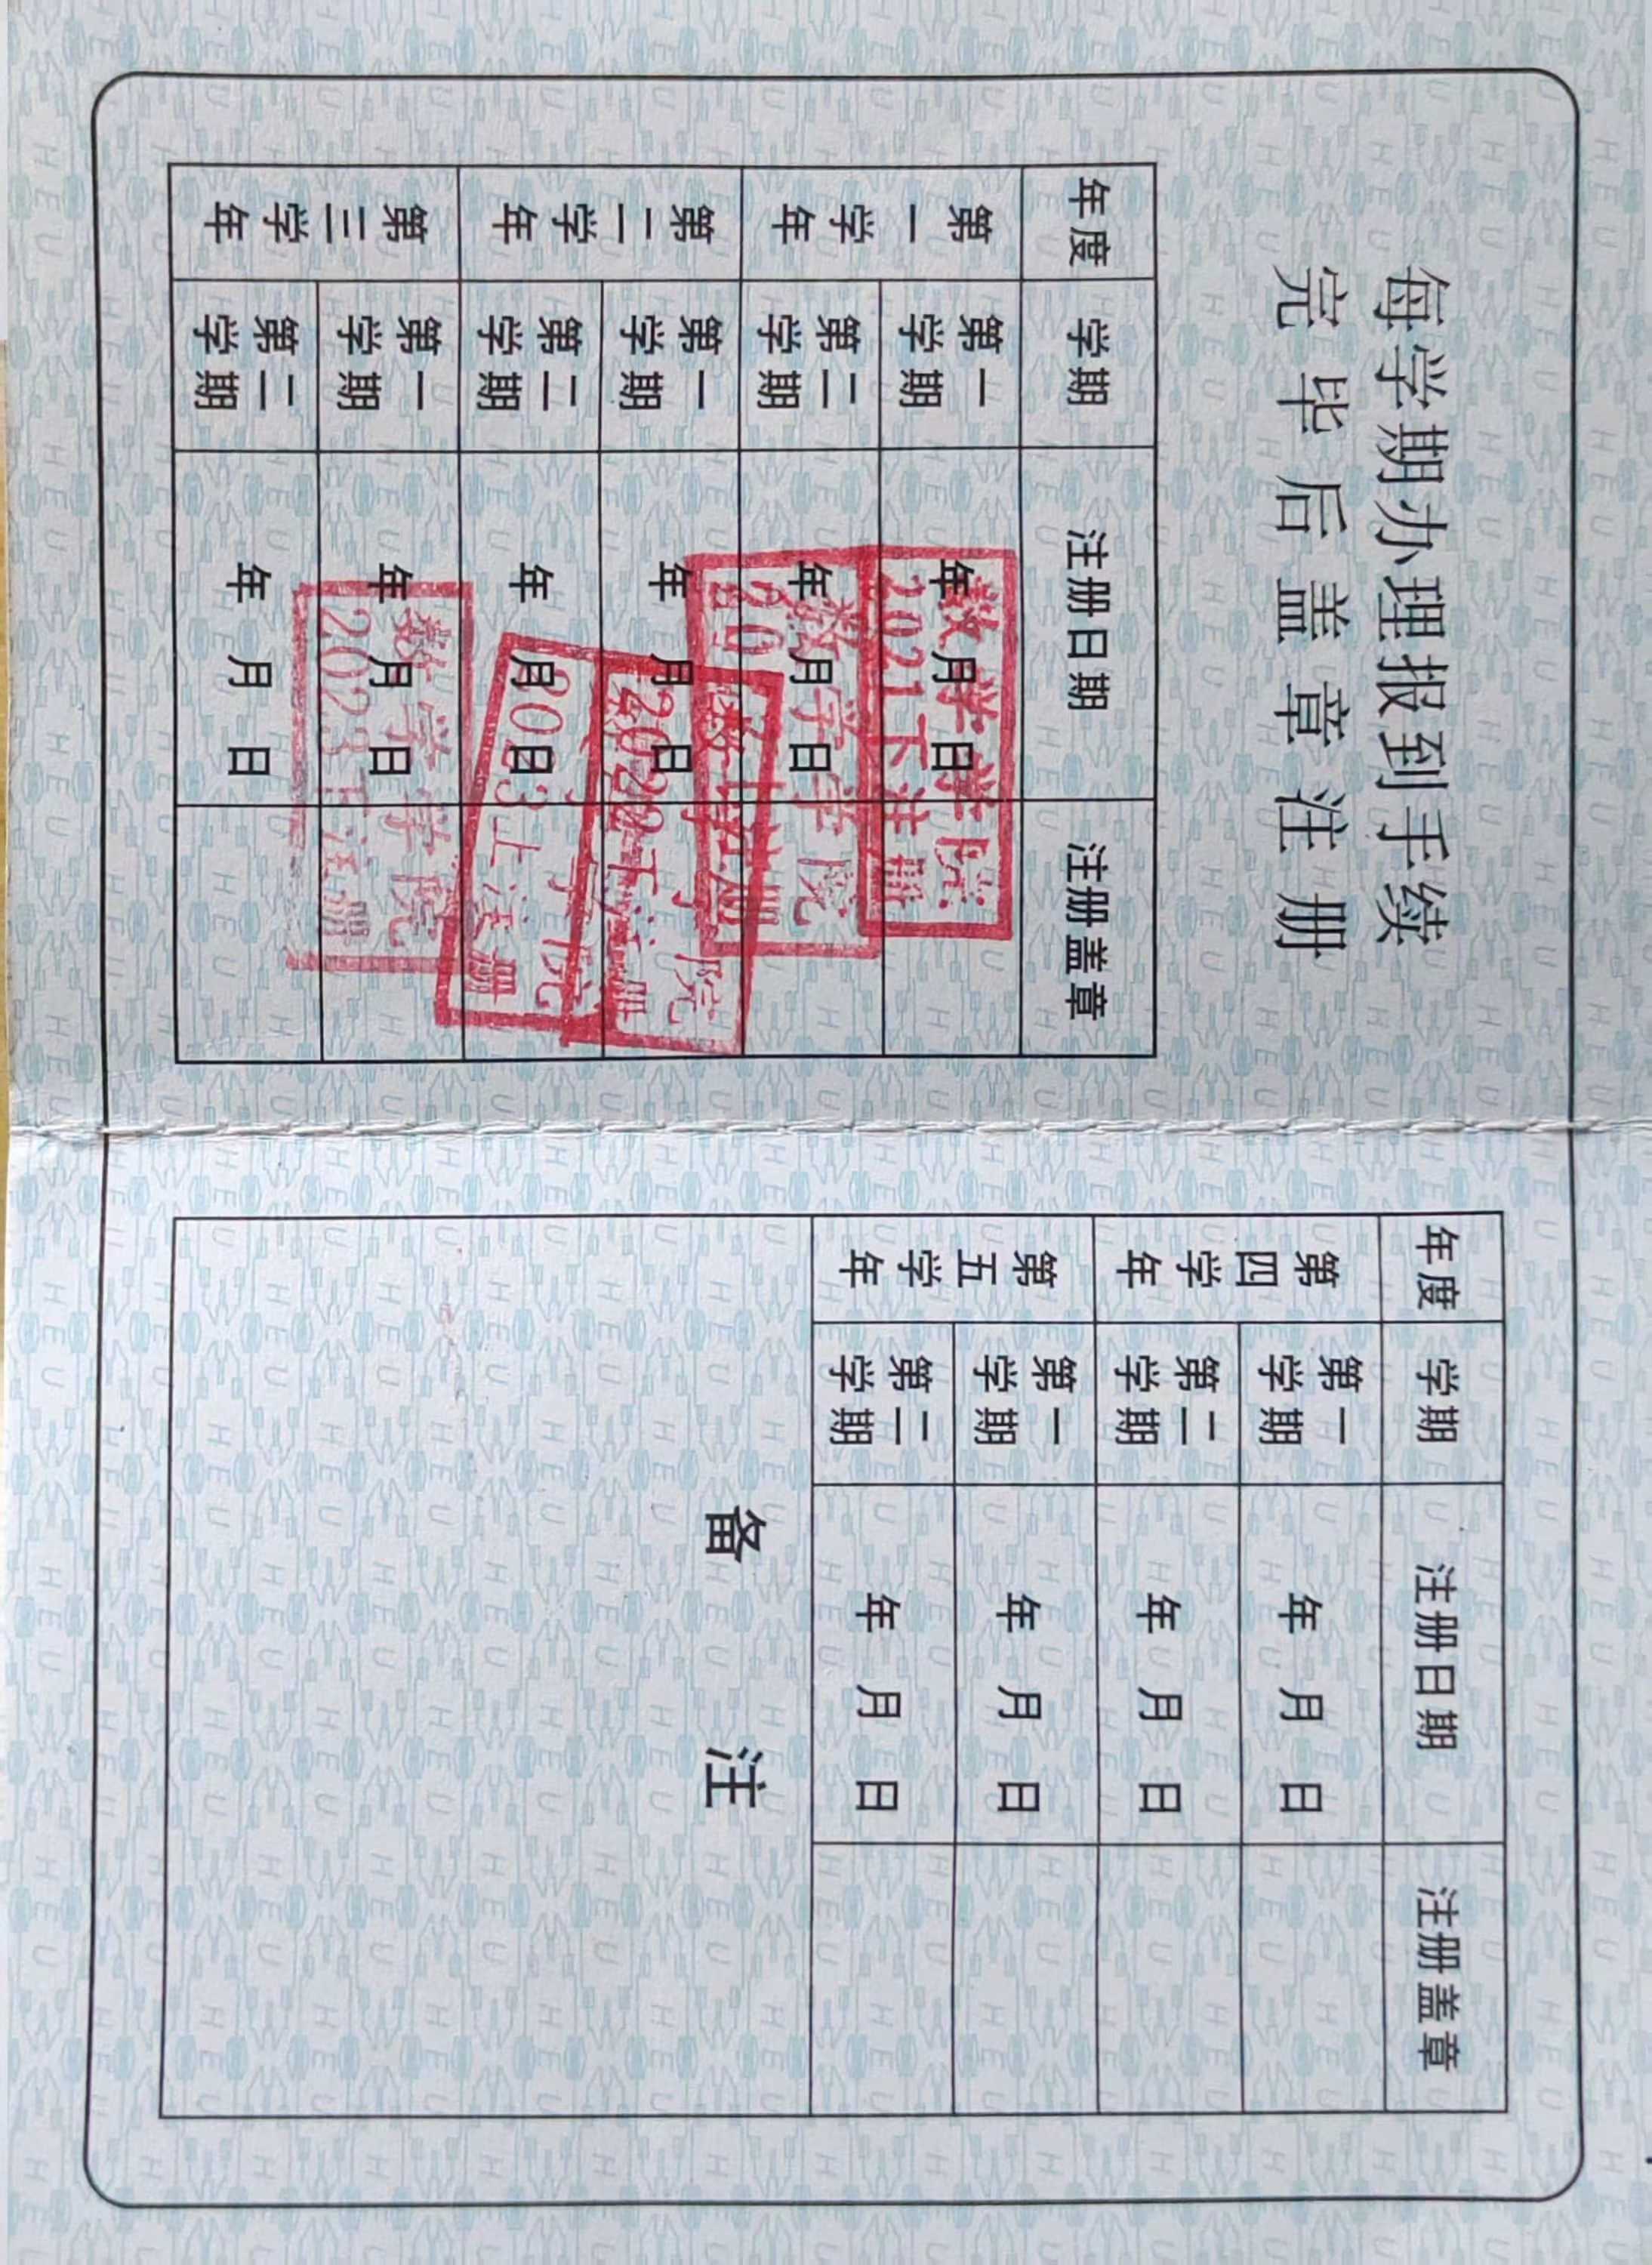 每学期办理报到手续
完毕后盖章注册
年度 学期 注册日期 注册盖章
第一学年 第一学期 年 月 日
数学学院
2021下注册
第二学期 年 月 日
数学学院
20 上注册
第二学年 第一学期 年 月 日
数学学院
2022下注册
第二学期 年 月 日
学院
2023上注册
第三学年 第一学期 年 月 日
数学学院
2023下注册
第二学期 年 月 日
年度 学期 注册日期 注册盖章
第四学年 第一学期 年 月 日
第二学期 年 月 日
第五学年 第一学期 年 月 日
第二学期 年 月 日
备 注
HEU